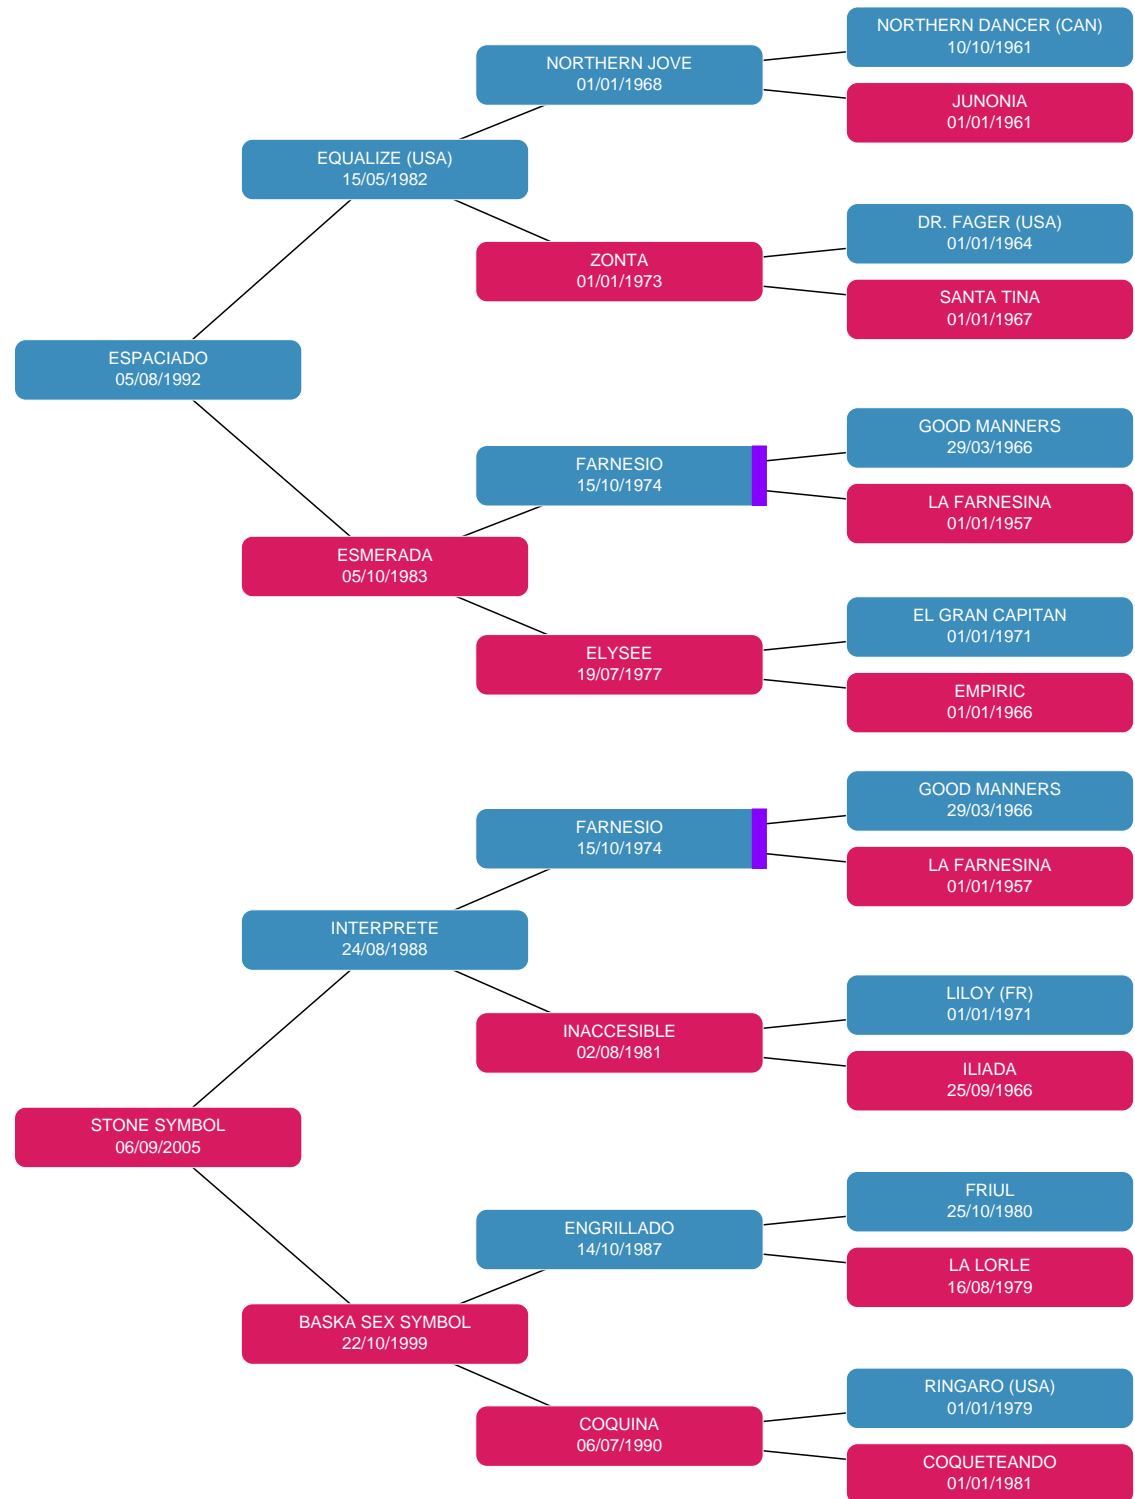 NORTHERN DANCER (CAN)
10/10/1961
NORTHERN JOVE
01/01/1968
JUNONIA
01/01/1961
EQUALIZE (USA)
15/05/1982
DR. FAGER (USA)
01/01/1964
ZONTA
01/01/1973
SANTA TINA
01/01/1967
ESPACIADO
05/08/1992
GOOD MANNERS
29/03/1966
FARNESIO
15/10/1974
LA FARNESINA
01/01/1957
ESMERADA
05/10/1983
EL GRAN CAPITAN
01/01/1971
ELYSEE
19/07/1977
EMPIRIC
01/01/1966
GOOD MANNERS
29/03/1966
FARNESIO
15/10/1974
LA FARNESINA
01/01/1957
INTERPRETE
24/08/1988
LILOY (FR)
01/01/1971
INACCESIBLE
02/08/1981
ILIADA
25/09/1966
STONE SYMBOL
06/09/2005
FRIUL
25/10/1980
ENGRILLADO
14/10/1987
LA LORLE
16/08/1979
BASKA SEX SYMBOL
22/10/1999
RINGARO (USA)
01/01/1979
COQUINA
06/07/1990
COQUETEANDO
01/01/1981